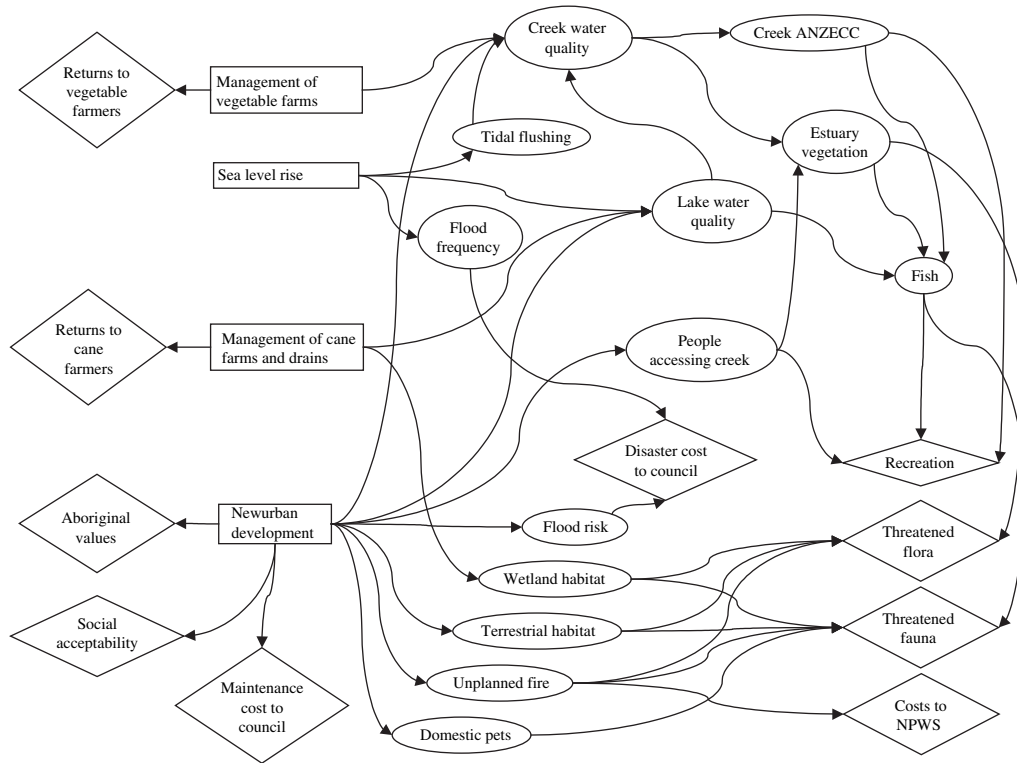 Creek water
quality
Creek ANZECC
Returns to
vegetable
farmers
Management of
vegetable farms
Tidal flushing
Estuary
vegetation
Sea level rise
Lake water
quality
Flood
frequency
Fish
Returns to
cane
farmers
Management of cane
farms and drains
People
accessing creek
Disaster cost
to council
Recreation
Aboriginal
values
Newurban
development
Flood risk
Threatened
flora
Wetland habitat
Social
acceptability
Terrestrial habitat
Threatened
fauna
Maintenance
cost to
council
Unplanned fire
Costs to
NPWS
Domestic pets